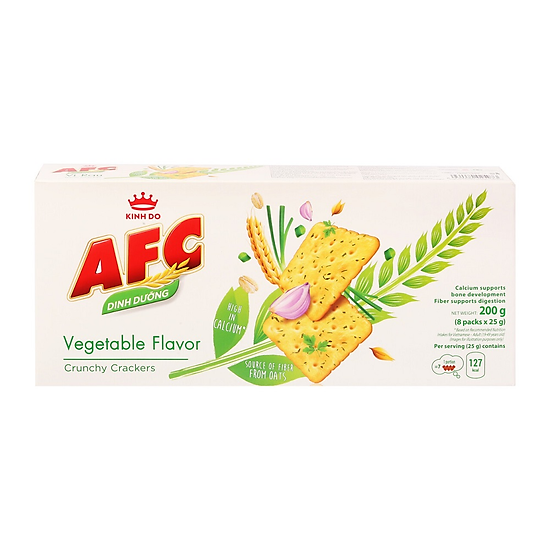 KINH DO
AFC
DINH DƯỠNG
Vegetable Flavor
Crunchy Crackers
HIGH
IN
CALCIUM*
SOURCE OF FIBER
FROM OATS
Calcium supports
bone development
Fiber supports digestion
NET WEIGHT: 200 g
(8 packs x 25 g)
Per serving (25 g) contains
127
kcal